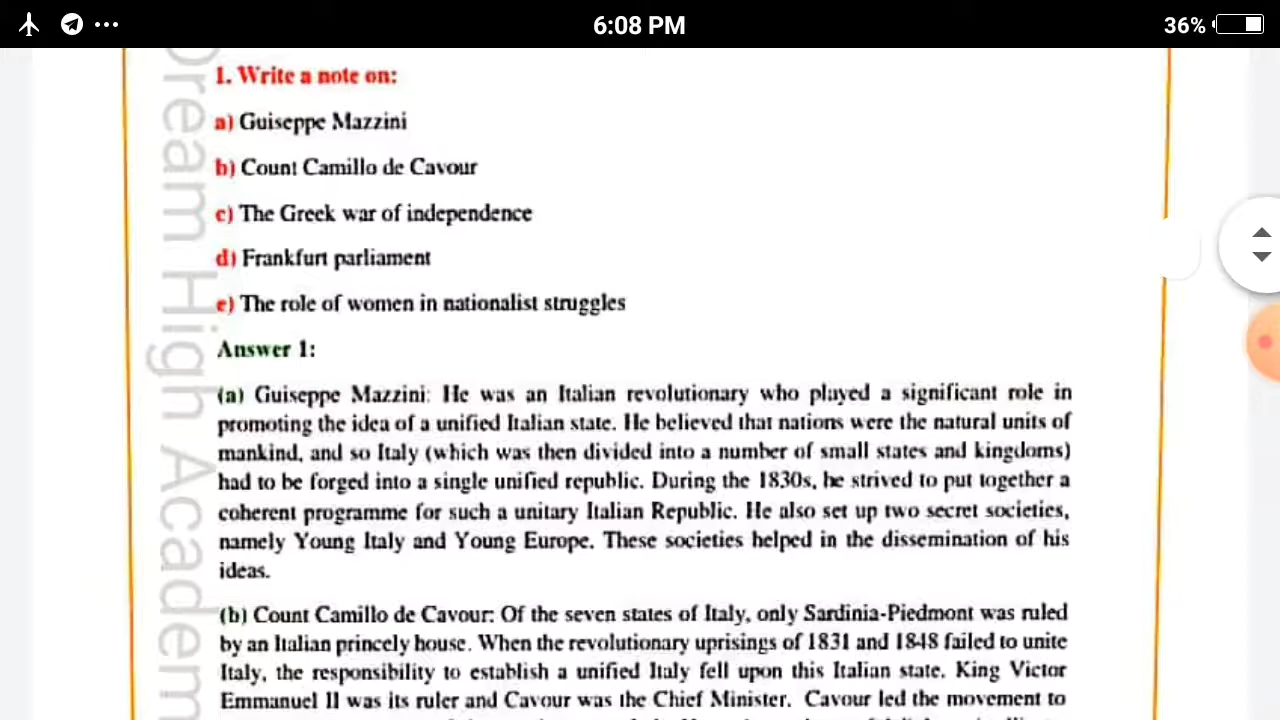 6:08 PM
36%
1. Write a note on:
a) Guiseppe Mazzini
b) Count Camillo de Cavour
c) The Greek war of independence
d) Frankfurt parliament
e) The role of women in nationalist struggles
Answer 1:
(a) Guiseppe Mazzini: He was an Italian revolutionary who played a significant role in
promoting the idea of a unified Italian state. He believed that nations were the natural units of
mankind, and so Italy (which was then divided into a number of small states and kingdoms)
had to be forged into a single unified republic. During the 1830s, he strived to put together a
coherent programme for such a unitary Italian Republic. He also set up two secret societies,
namely Young Italy and Young Europe. These societies helped in the dissemination of his
ideas.
(b) Count Camillo de Cavour: Of the seven states of Italy, only Sardinia-Piedmont was ruled
by an Italian princely house. When the revolutionary uprisings of 1831 and 1848 failed to unite
Italy, the responsibility to establish a unified Italy fell upon this Italian state. King Victor
Emmanuel II was its ruler and Cavour was the Chief Minister. Cavour led the movement to
Dream High Academ